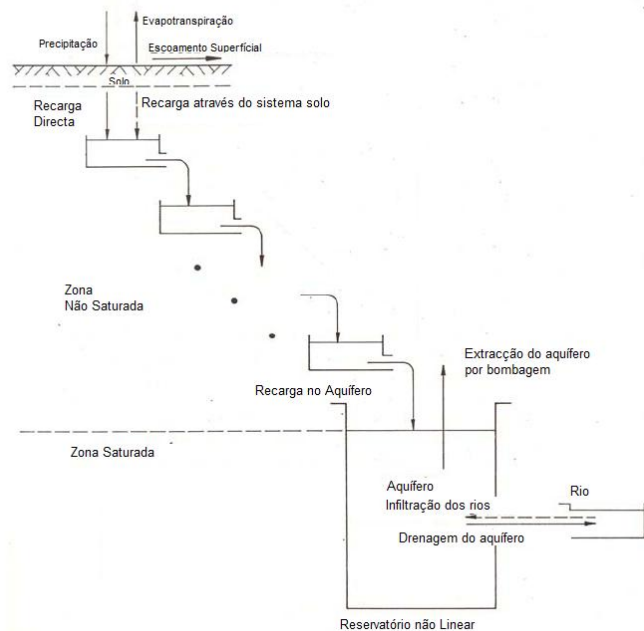 Evapotranspiração
Precipitação
Escoamento Superfícial
Solo
Recarga
Directa
Recarga através do sistema solo
Zona
Não Saturada
Extracção do aquífero
por bombagem
Recarga no Aquífero
Zona Saturada
Aquífero
Infiltração dos rios
Rio
Drenagem do aquífero
Reservatório não Linear